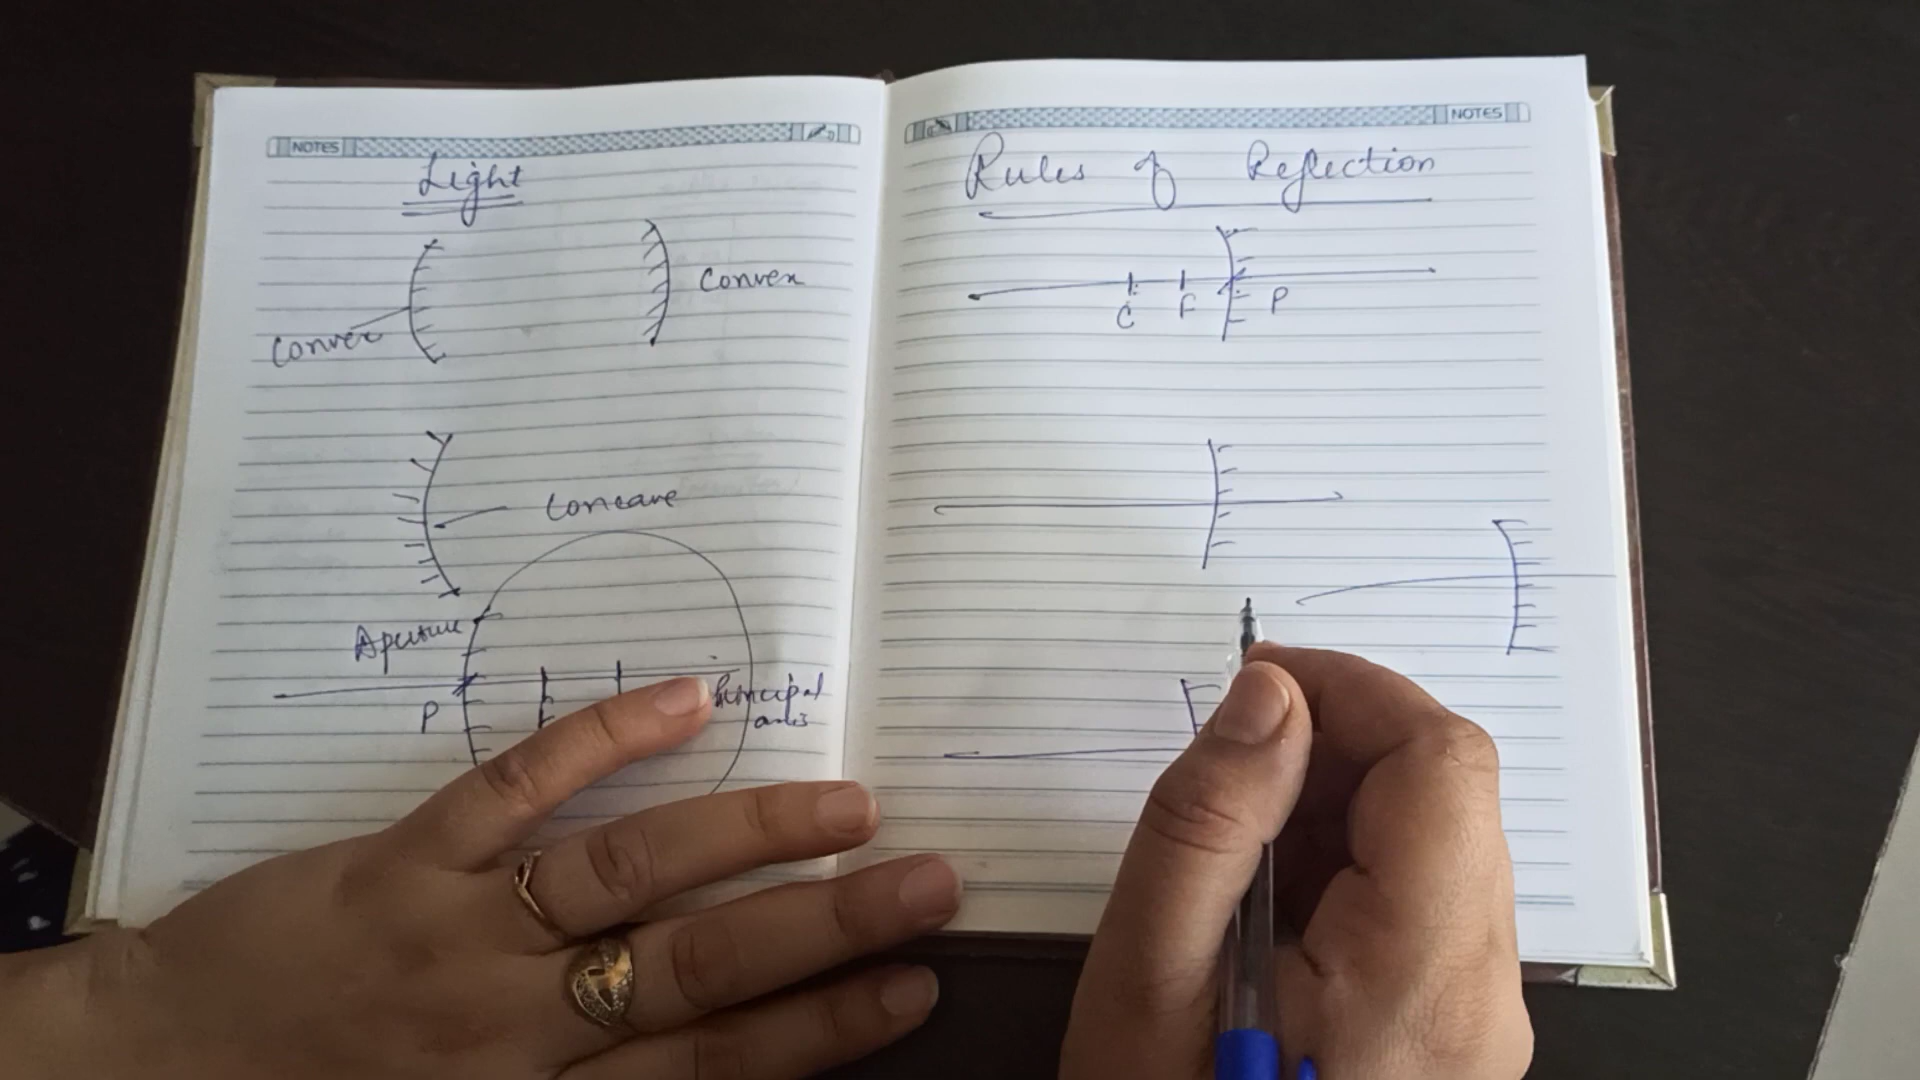 NOTES
Light
Convex
Convex
Concave
Aperture
P
F
Principal
axis
NOTES
Rules of Reflection
C F P